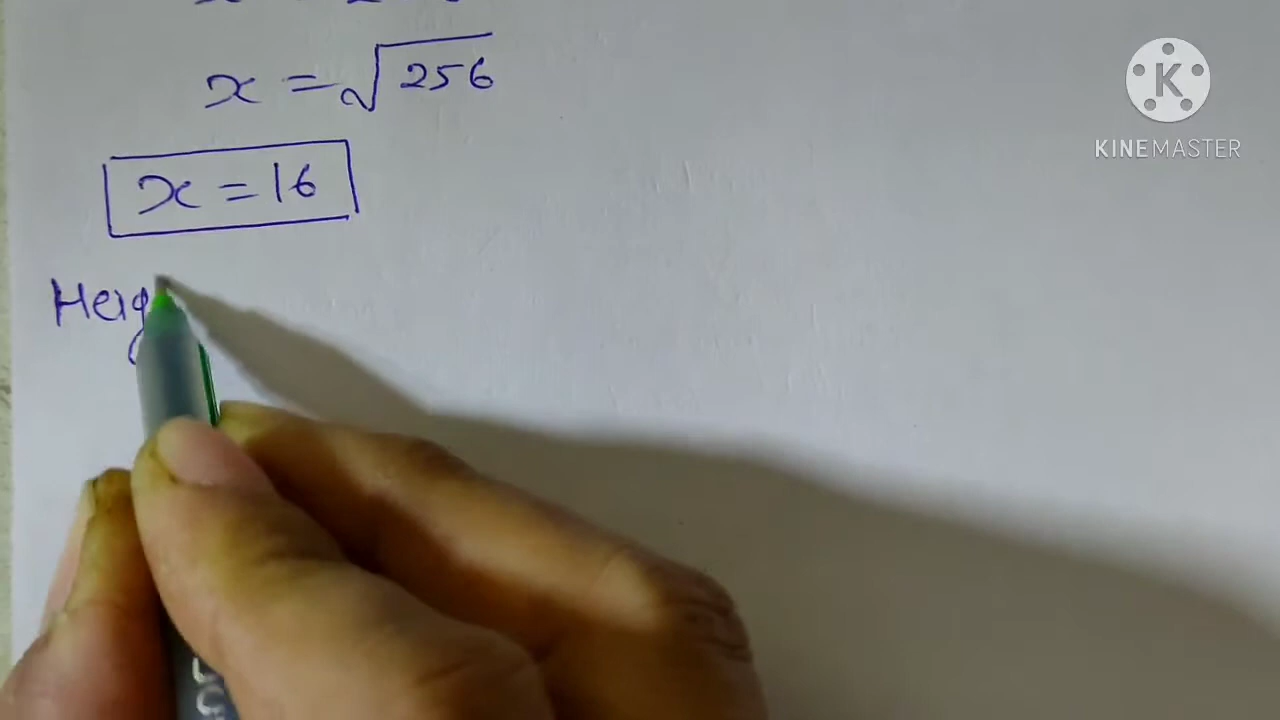 x = √256
x = 16
Heig
K
KINEMASTER